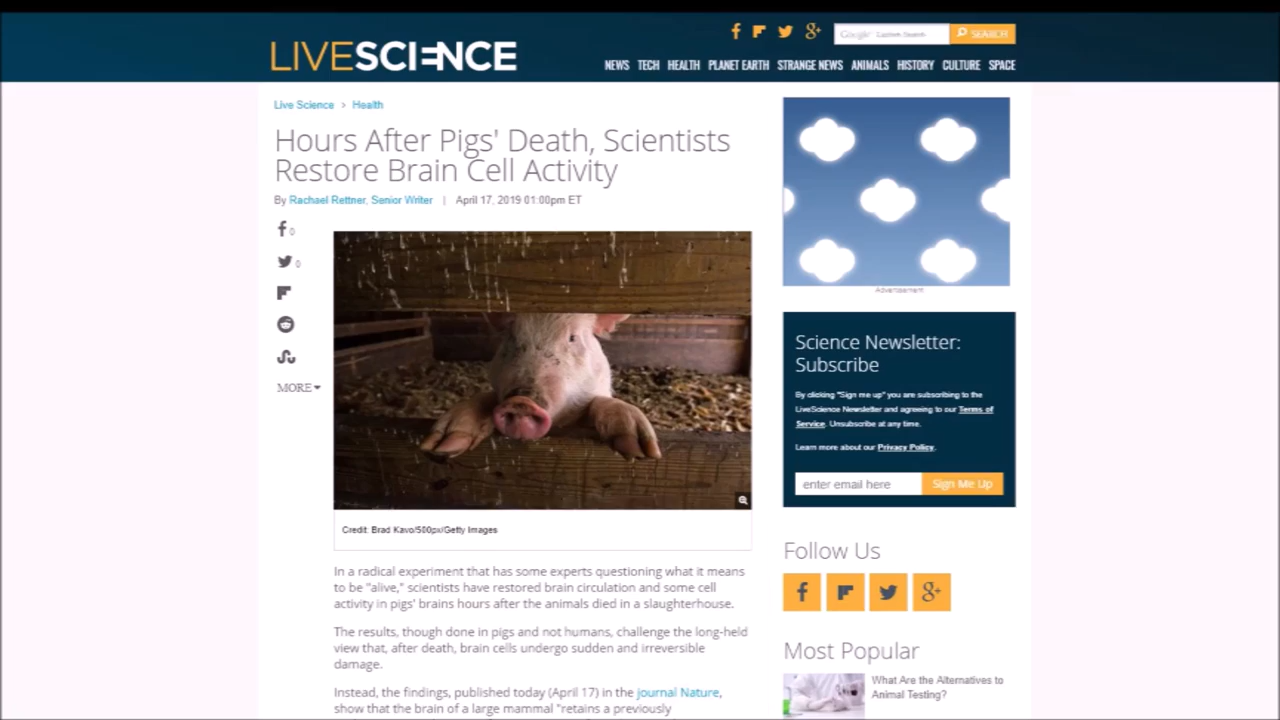 LIVESCIENCE
Google Custom Search
SEARCH
NEWS TECH HEALTH PLANET EARTH STRANGE NEWS ANIMALS HISTORY CULTURE SPACE
Live Science > Health
Hours After Pigs' Death, Scientists
Restore Brain Cell Activity
By Rachael Rettner, Senior Writer | April 17, 2019 01:00pm ET
0
0
MORE
Credit: Brad Kavo/500px/Getty Images
In a radical experiment that has some experts questioning what it means
to be "alive," scientists have restored brain circulation and some cell
activity in pigs' brains hours after the animals died in a slaughterhouse.
The results, though done in pigs and not humans, challenge the long-held
view that, after death, brain cells undergo sudden and irreversible
damage.
Instead, the findings, published today (April 17) in the journal Nature,
show that the brain of a large mammal "retains a previously
Advertisement
Science Newsletter:
Subscribe
By clicking "Sign me up" you are subscribing to the
LiveScience Newsletter and agreeing to our Terms of
Service. Unsubscribe at any time.
Learn more about our Privacy Policy.
enter email here
Sign Me Up
Follow Us
Most Popular
What Are the Alternatives to
Animal Testing?